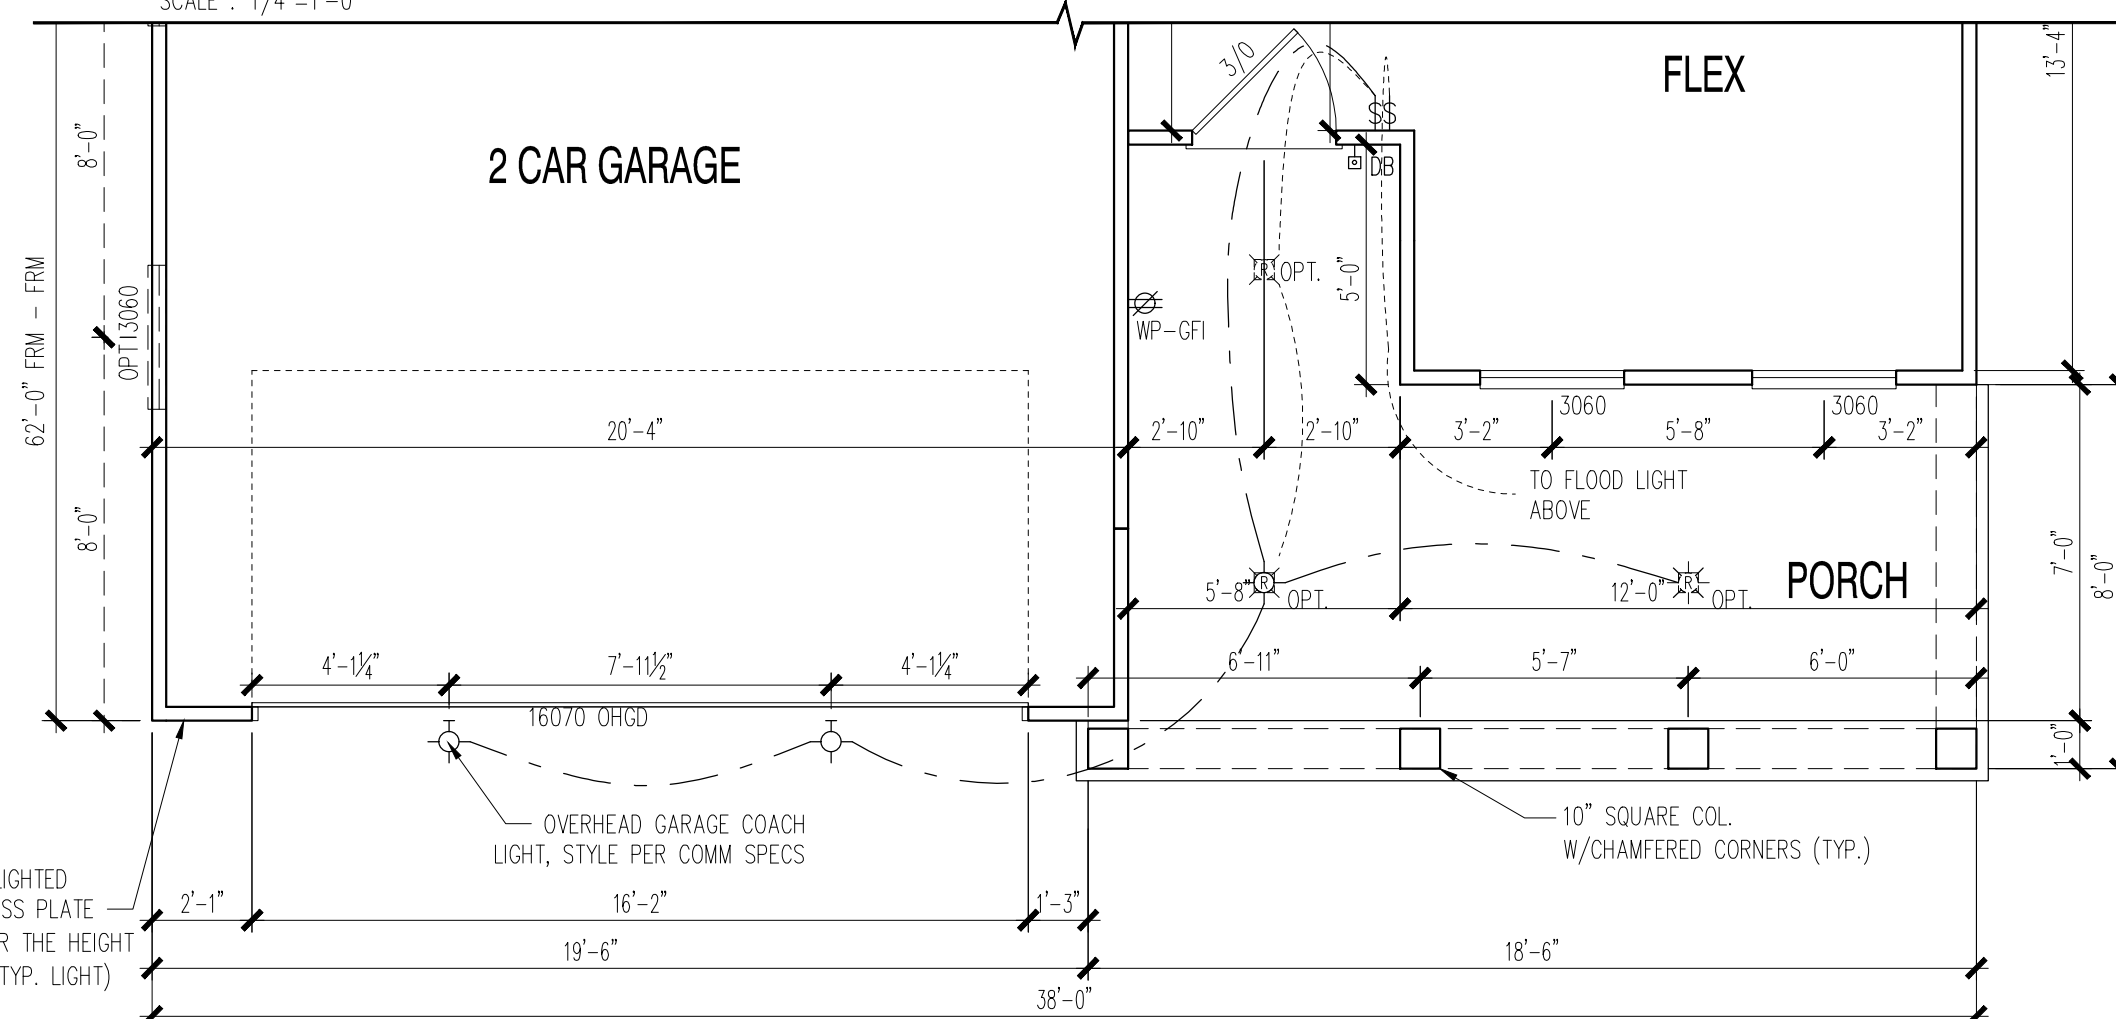 SCALE : 1/4"=1'-0"
3/0
FLEX
13'-4"
8'-0"
2 CAR GARAGE
SS
DB
R
OPT.
5'-0"
62'-0" FRM – FRM
OPT13060
WP-GFI
3060
3060
20'-4"
2'-10"
2'-10"
3'-2"
5'-8"
3'-2"
TO FLOOD LIGHT
ABOVE
8'-0"
7'-0"
8'-0"
5'-8"
R
OPT.
12'-0"
R
OPT.
PORCH
4'-1¼"
7'-11½"
4'-1¼"
6'-11"
5'-7"
6'-0"
16070 OHGD
1'-0"
OVERHEAD GARAGE COACH
LIGHT, STYLE PER COMM SPECS
10" SQUARE COL.
W/CHAMFERED CORNERS (TYP.)
LIGHTED
SS PLATE
R THE HEIGHT
TYP. LIGHT)
2'-1"
16'-2"
1'-3"
19'-6"
18'-6"
38'-0"